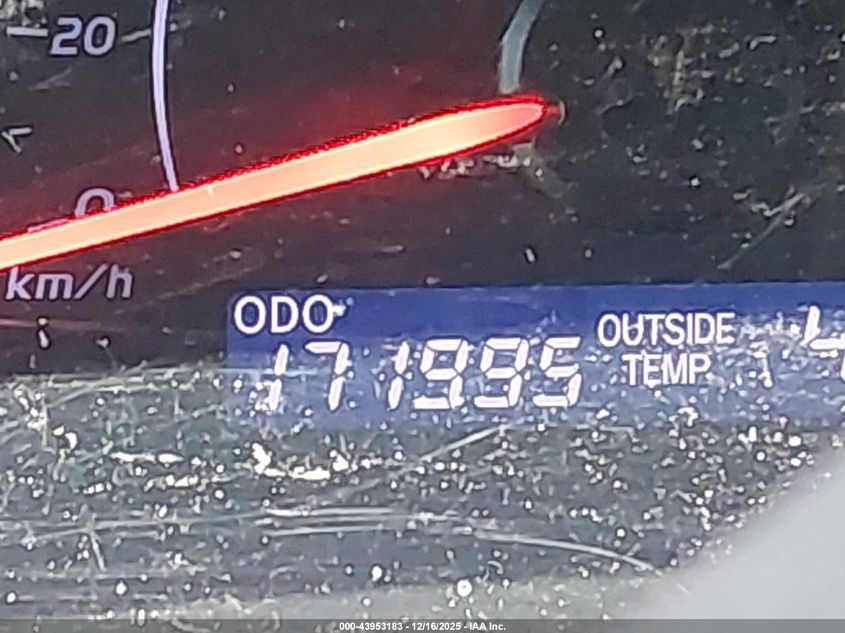 20
0
km/h
ODO
171995
OUTSIDE
TEMP
000-43953183 - 12/16/2025 - IAA Inc.